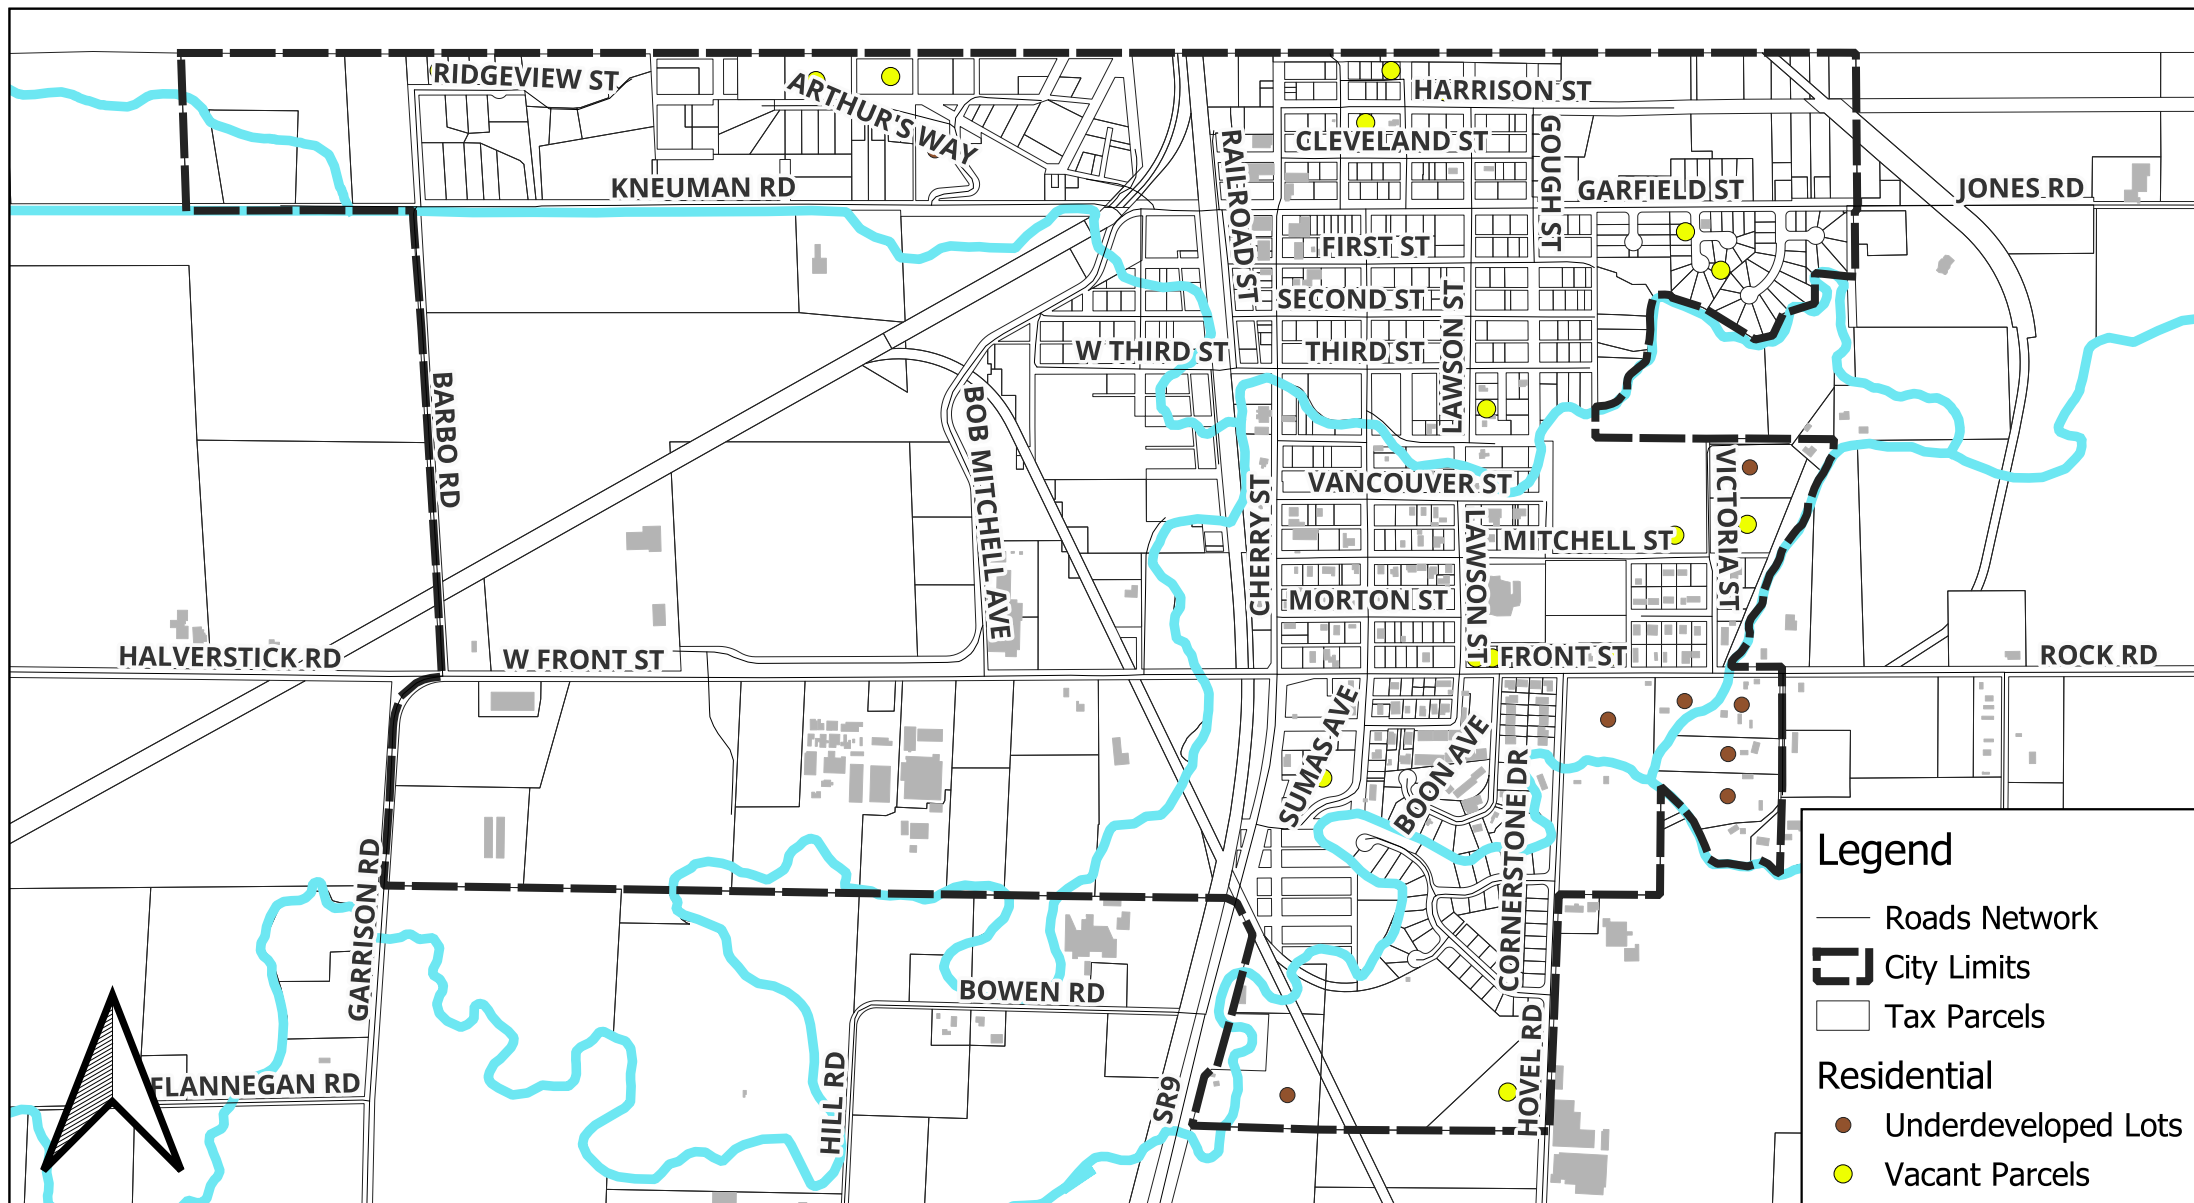 RIDGEVIEW ST
ARTHUR'S WAY
HARRISON ST
CLEVELAND ST
RAILROAD ST
GOUGH ST
KNEUMAN RD
GARFIELD ST
JONES RD
FIRST ST
SECOND ST
LAWSON ST
W THIRD ST
THIRD ST
BARBO RD
BOB MITCHELL AVE
VANCOUVER ST
VICTORIA ST
CHERRY ST
LAWSON ST
MITCHELL ST
MORTON ST
HALVERSTICK RD
W FRONT ST
FRONT ST
ROCK RD
SUMAS AVE
BOON AVE
CORNERSTONE DR
GARRISON RD
BOWEN RD
FLANNEGAN RD
HILL RD
SR9
HOVEL RD
Legend
Roads Network
City Limits
Tax Parcels
Residential
Underdeveloped Lots
Vacant Parcels